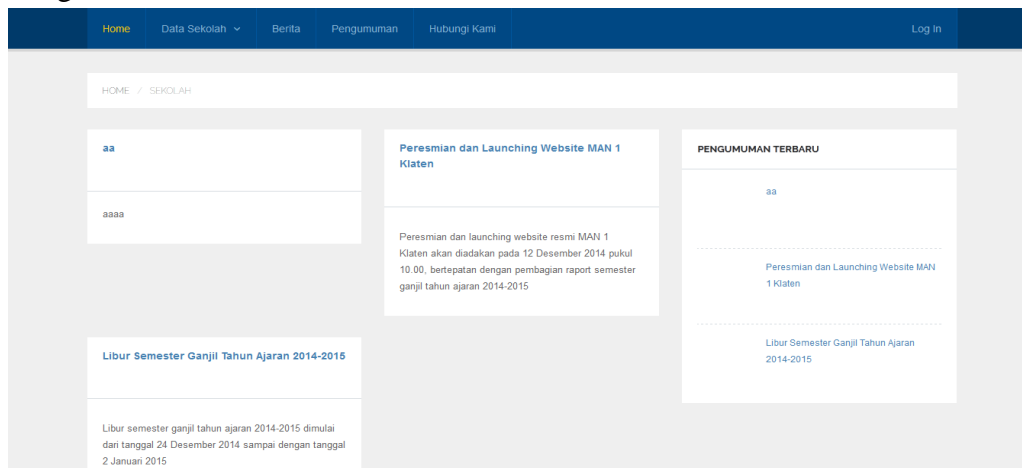 Home Data Sekolah Berita Pengumuman Hubungi Kami Log In
HOME / SEKOLAH
aa
aaaa
Peresmian dan Launching Website MAN 1
Klaten
Peresmian dan launching website resmi MAN 1
Klaten akan diadakan pada 12 Desember 2014 pukul
10.00, bertepatan dengan pembagian raport semester
ganjil tahun ajaran 2014-2015
Libur Semester Ganjil Tahun Ajaran 2014-2015
Libur semester ganjil tahun ajaran 2014-2015 dimulai
dari tanggal 24 Desember 2014 sampai dengan tanggal
2 Januari 2015
PENGUMUMAN TERBARU
aa
Peresmian dan Launching Website MAN
1 Klaten
Libur Semester Ganjil Tahun Ajaran
2014-2015